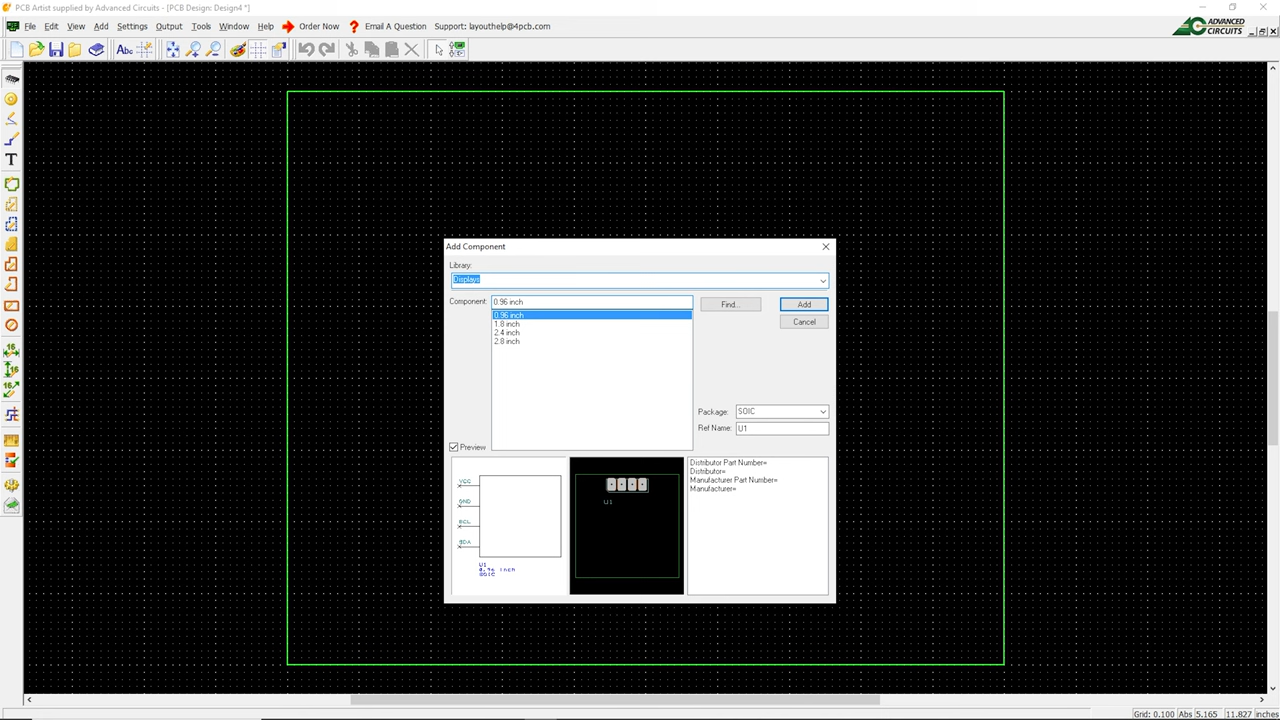 PCB Artist supplied by Advanced Circuits - [PCB Design: Design4 *]
File Edit View Add Settings Output Tools Window Help Order Now Email A Question Support: layouthelp@4pcb.com
ADVANCED
CIRCUITS
Abc
T
16
16
16
Add Component
Library:
Displays
Component: 0.96 inch Find... Add
Cancel
0.96 inch
1.8 inch
2.4 inch
2.8 inch
Package: SOIC
Ref Name: U1
Preview
VCC
GND
SCL
SDA
U1
0.96 inch
SOIC
U1
Distributor Part Number=
Distributor=
Manufacturer Part Number=
Manufacturer=
Grid: 0.100 Abs 5.165 11.827 inches